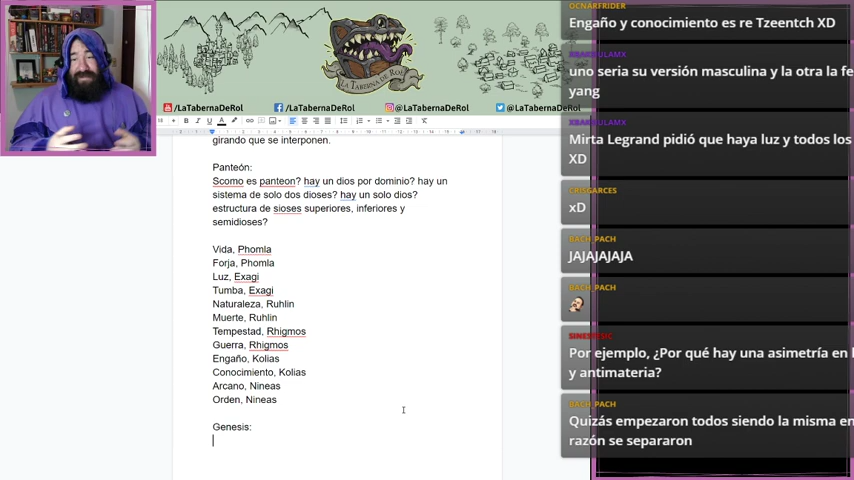 LA TABERNA DE ROL
/LaTabernaDeRol
/LaTabernaDeRol
@LaTabernaDeRol
/LaTabernaDeRol
girando que se interponen.
Panteón:
Scomo es panteon? hay un dios por dominio? hay un
sistema de solo dos dioses? hay un solo dios?
estructura de sioses superiores, inferiores y
semidioses?
Vida, Phomla
Forja, Phomla
Luz, Exagi
Tumba, Exagi
Naturaleza, Ruhlin
Muerte, Ruhlin
Tempestad, Rhigmos
Guerra, Rhigmos
Engaño, Kolias
Conocimiento, Kolias
Arcano, Nineas
Orden, Nineas
Genesis:
OCNARFRIDER
Engaño y conocimiento es re Tzeentch XD
uno seria su versión masculina y la otra la fe
yang
Mirta Legrand pidió que haya luz y todos los
XD
CRISGARCES
xD
BACH_PACH
JAJAJAJAJA
BACH_PACH
Por ejemplo, ¿Por qué hay una asimetría en l
y antimateria?
BACH_PACH
Quizás empezaron todos siendo la misma en
razón se separaron